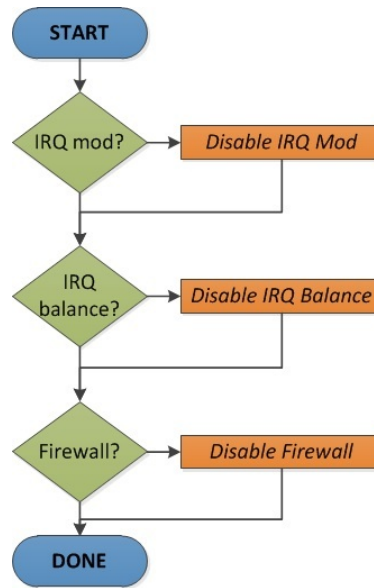 START
IRQ mod?
Disable IRQ Mod
IRQ
balance?
Disable IRQ Balance
Firewall?
Disable Firewall
DONE